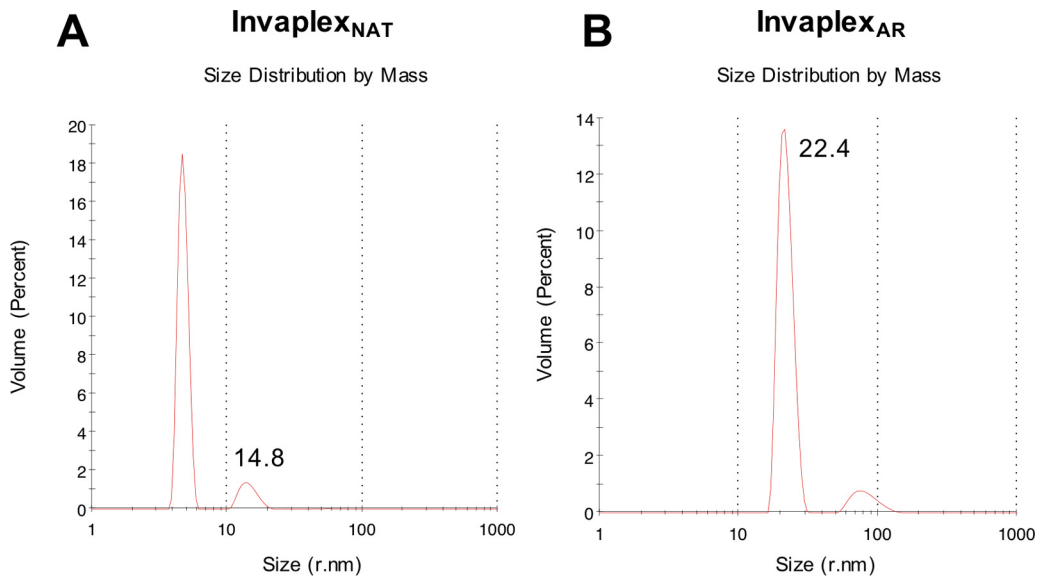 A
Invaplex_NAT
Size Distribution by Mass
20
18
16
14
12
10
8
6
4
2
0
Volume (Percent)
14.8
1
10
100
1000
Size (r.nm)
B
Invaplex_AR
Size Distribution by Mass
14
12
10
8
6
4
2
0
Volume (Percent)
22.4
1
10
100
1000
Size (r.nm)